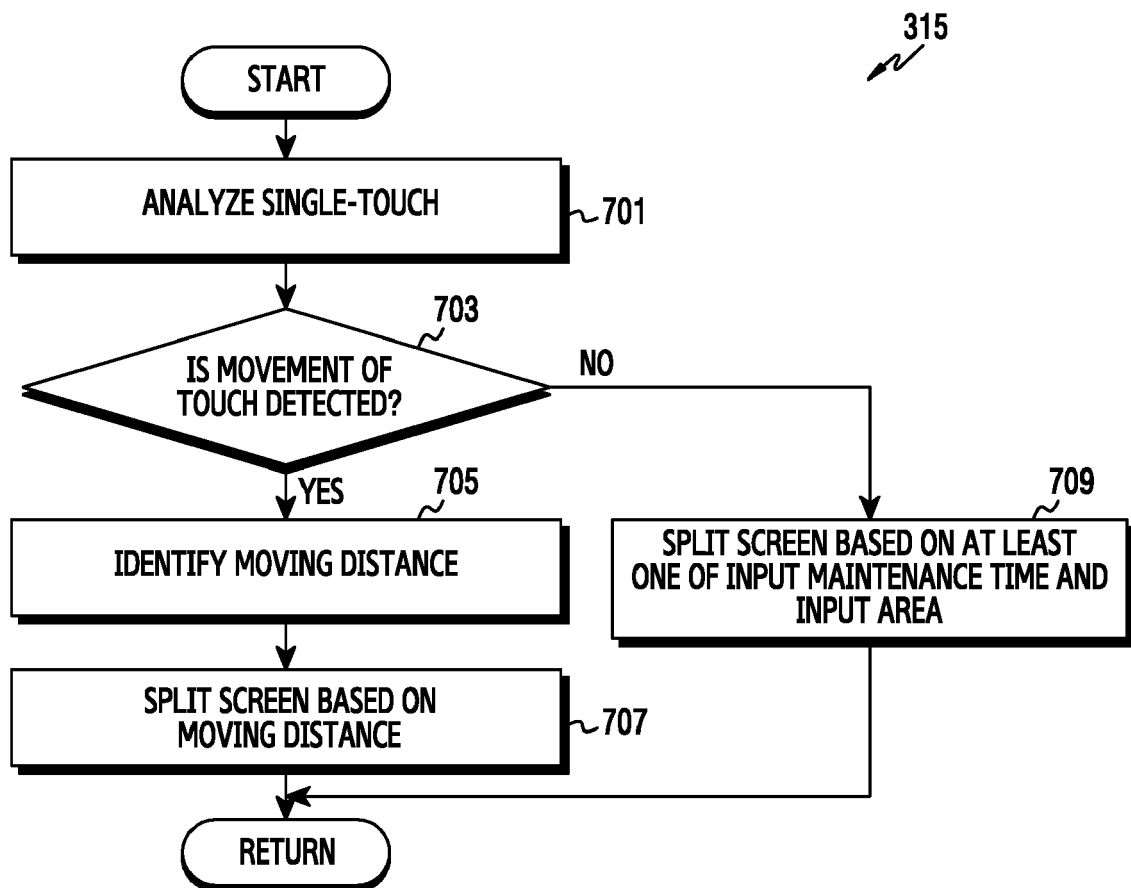 315
START
ANALYZE SINGLE-TOUCH
701
703
IS MOVEMENT OF
TOUCH DETECTED?
NO
YES
705
IDENTIFY MOVING DISTANCE
709
SPLIT SCREEN BASED ON AT LEAST
ONE OF INPUT MAINTENANCE TIME AND
INPUT AREA
SPLIT SCREEN BASED ON
MOVING DISTANCE
707
RETURN